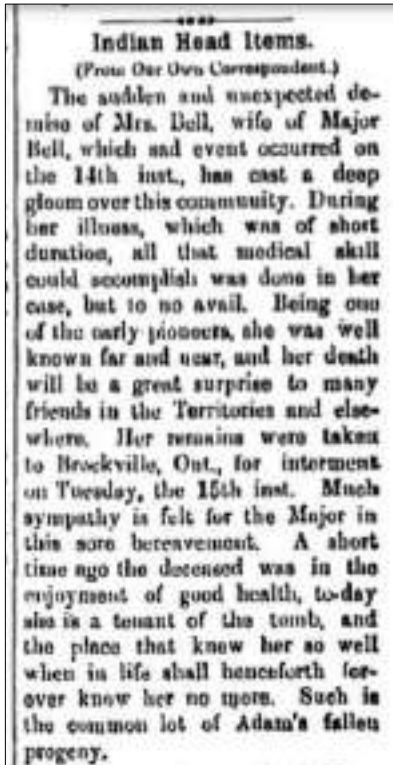 Indian Head Items.
(From Our Own Correspondent.)
The sudden and unexpected de-
mise of Mrs. Bell, wife of Major
Bell, which sad event occurred on
the 14th inst., has cast a deep
gloom over this community. During
her illness, which was of short
duration, all that medical skill
could accomplish was done in her
case, but to no avail. Being one
of the early pioneers, she was well
known far and near, and her death
will be a great surprise to many
friends in the Territories and else-
where. Her remains were taken
to Brockville, Ont., for interment
on Tuesday, the 15th inst. Much
sympathy is felt for the Major in
this sore bereavement. A short
time ago the deceased was in the
enjoyment of good health, to-day
she is a tenant of the tomb, and
the place that knew her so well
when in life shall henceforth for-
ever know her no more. Such is
the common lot of Adam's fallen
progeny.